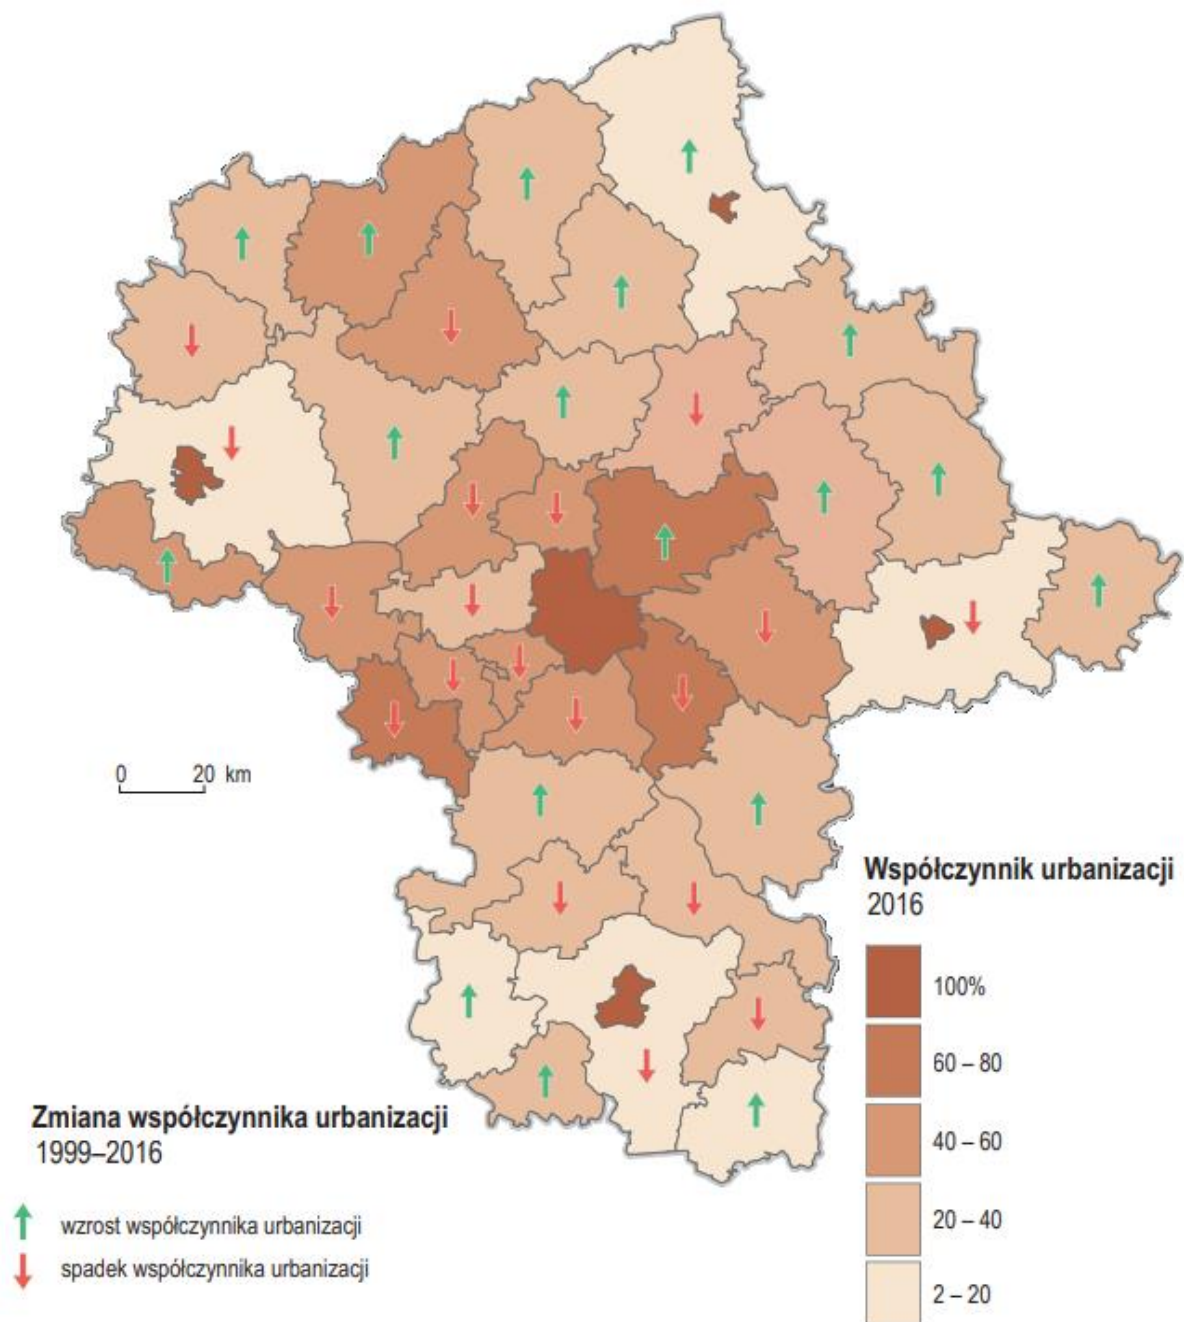 0 20 km
Współczynnik urbanizacji
2016
100%
60 – 80
40 – 60
20 – 40
2 – 20
Zmiana współczynnika urbanizacji
1999–2016
wzrost współczynnika urbanizacji
spadek współczynnika urbanizacji